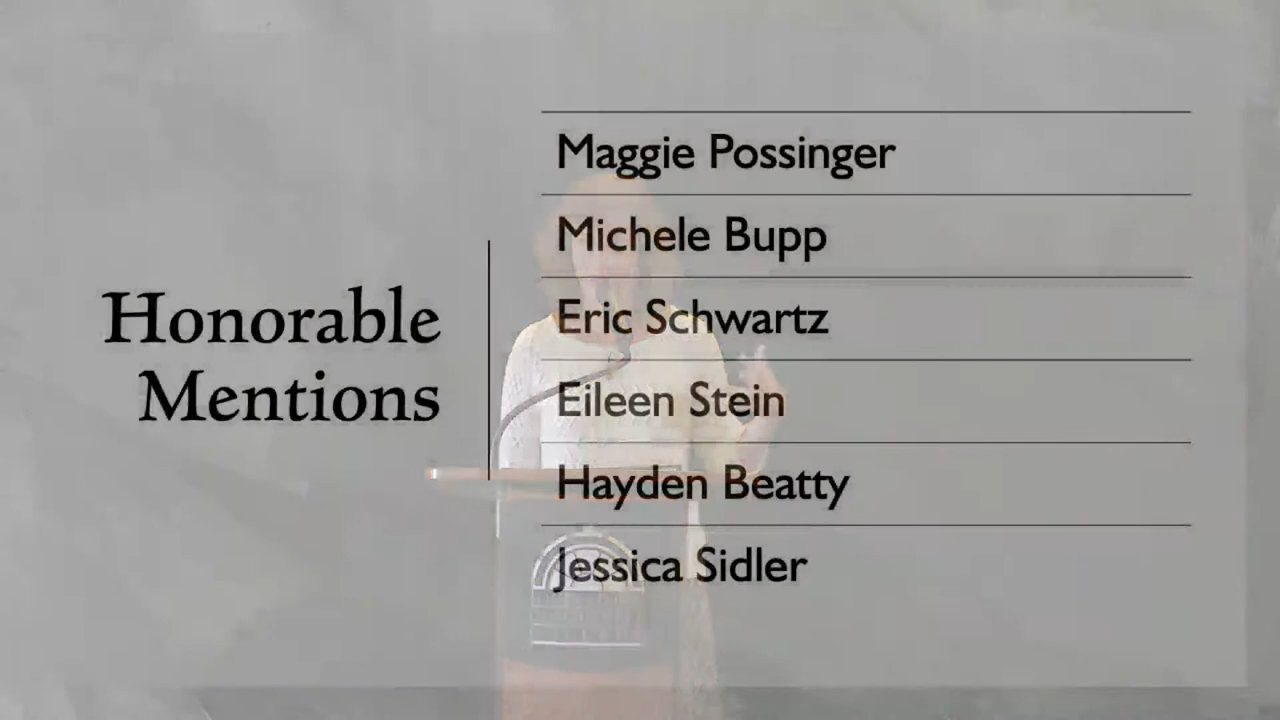 Honorable
Mentions
Maggie Possinger
Michele Bupp
Eric Schwartz
Eileen Stein
Hayden Beatty
Jessica Sidler